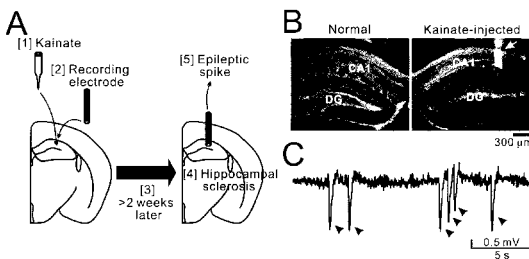 A
[1] Kainate
[2] Recording
electrode
[5] Epileptic
spike
[3]
>2 weeks
later
[4] Hippocampal
sclerosis
B
Normal
Kainate-injected
CA1
DG
CA1
DG
300 μm
C
0.5 mV
5 s